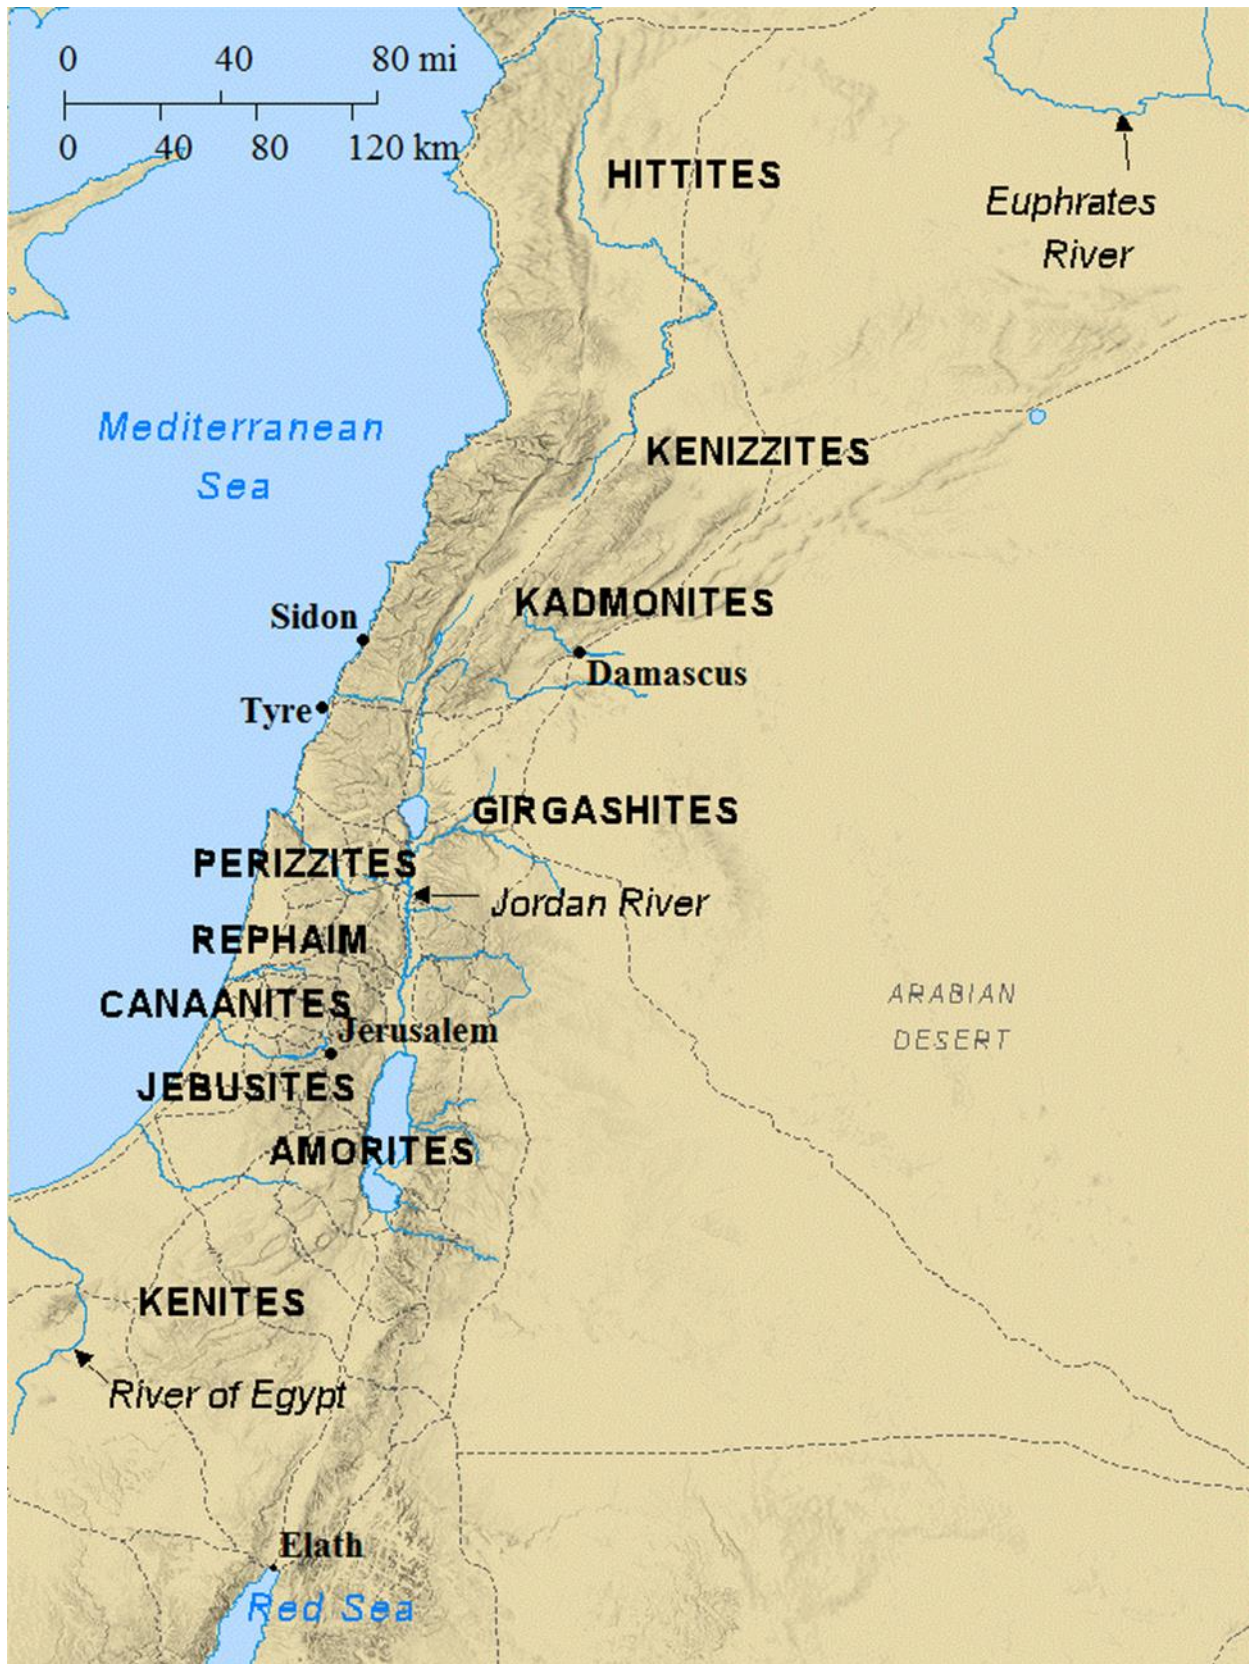 0 40 80 mi
0 40 80 120 km
HITTITES
Euphrates
River
Mediterranean
Sea
KENIZZITES
KADMONITES
Sidon
Damascus
Tyre
GIRGASHITES
PERIZZITES
Jordan River
REPHAIM
CANAANITES
ARABIAN
DESERT
Jerusalem
JEBUSITES
AMORITES
KENITES
River of Egypt
Elath
Red Sea